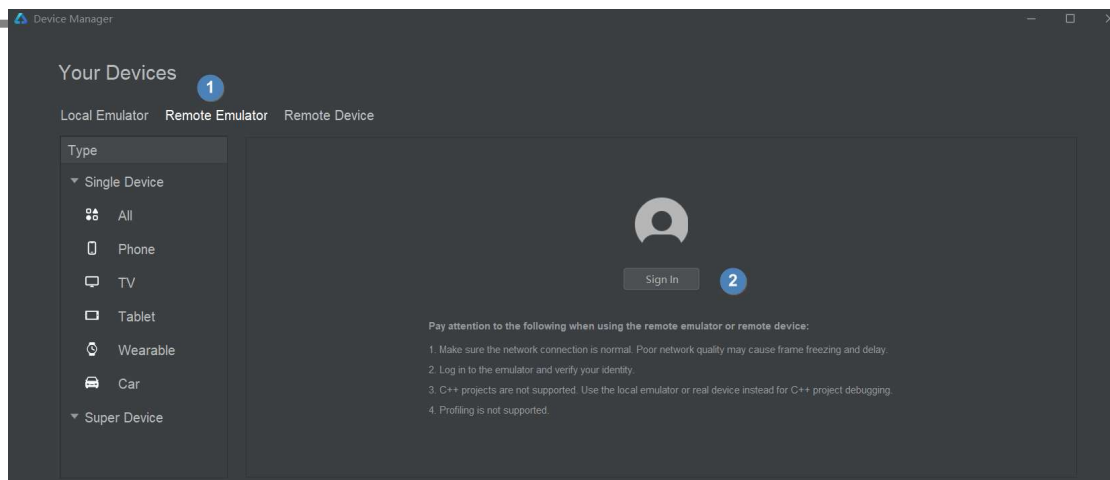 Device Manager
Your Devices
1
Local Emulator Remote Emulator Remote Device
Type
Single Device
All
Phone
TV
Tablet
Wearable
Car
Super Device
Sign In
2
Pay attention to the following when using the remote emulator or remote device:
1. Make sure the network connection is normal. Poor network quality may cause frame freezing and delay.
2. Log in to the emulator and verify your identity.
3. C++ projects are not supported. Use the local emulator or real device instead for C++ project debugging.
4. Profiling is not supported.